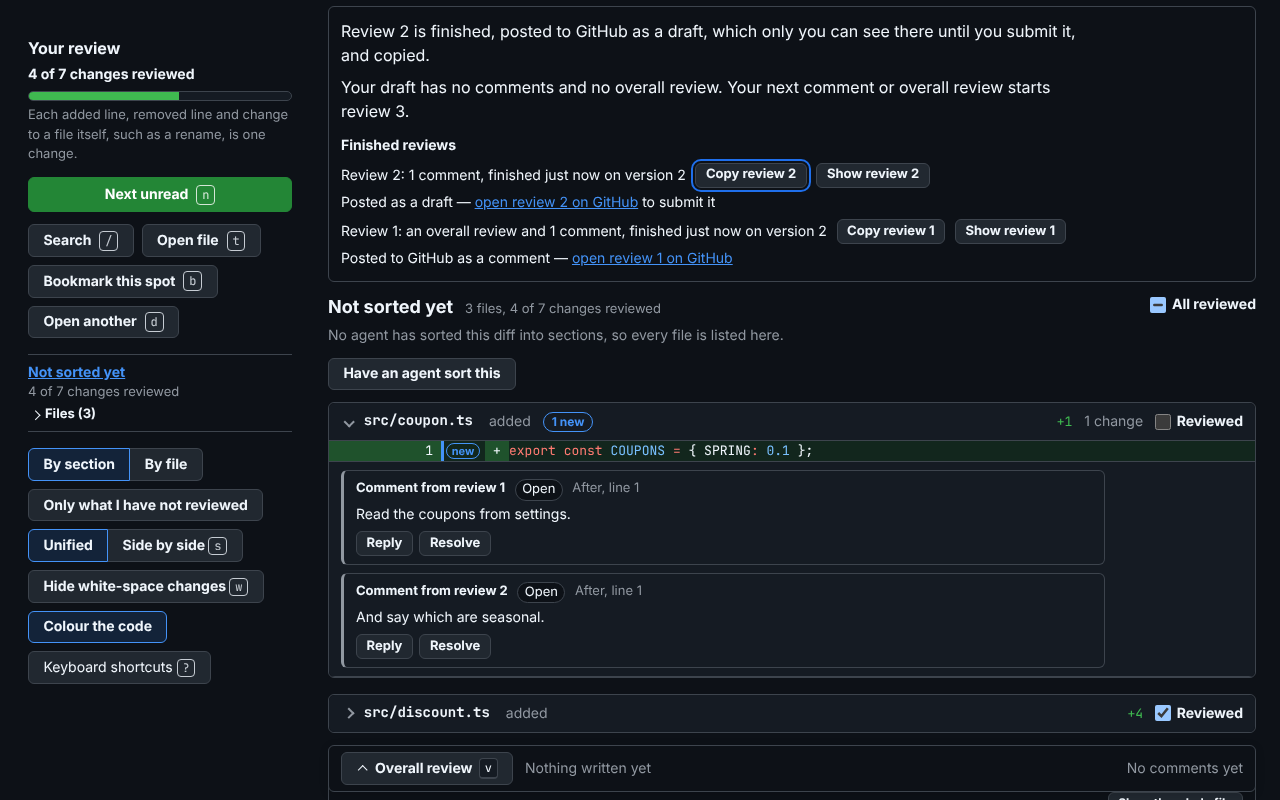 Your review
4 of 7 changes reviewed
Each added line, removed line and change
to a file itself, such as a rename, is one
change.
Next unread n
Search / Open file t
Bookmark this spot b
Open another d
Not sorted yet
4 of 7 changes reviewed
Files (3)
By section By file
Only what I have not reviewed
Unified Side by side s
Hide white-space changes w
Colour the code
Keyboard shortcuts ?
Review 2 is finished, posted to GitHub as a draft, which only you can see there until you submit it,
and copied.
Your draft has no comments and no overall review. Your next comment or overall review starts
review 3.
Finished reviews
Review 2: 1 comment, finished just now on version 2 Copy review 2 Show review 2
Posted as a draft — open review 2 on GitHub to submit it
Review 1: an overall review and 1 comment, finished just now on version 2 Copy review 1 Show review 1
Posted to GitHub as a comment — open review 1 on GitHub
Not sorted yet 3 files, 4 of 7 changes reviewed All reviewed
No agent has sorted this diff into sections, so every file is listed here.
Have an agent sort this
src/coupon.ts added 1 new +1 1 change Reviewed
1 new + export const COUPONS = { SPRING: 0.1 };
Comment from review 1 Open After, line 1
Read the coupons from settings.
Reply Resolve
Comment from review 2 Open After, line 1
And say which are seasonal.
Reply Resolve
src/discount.ts added +4 Reviewed
Overall review v Nothing written yet No comments yet